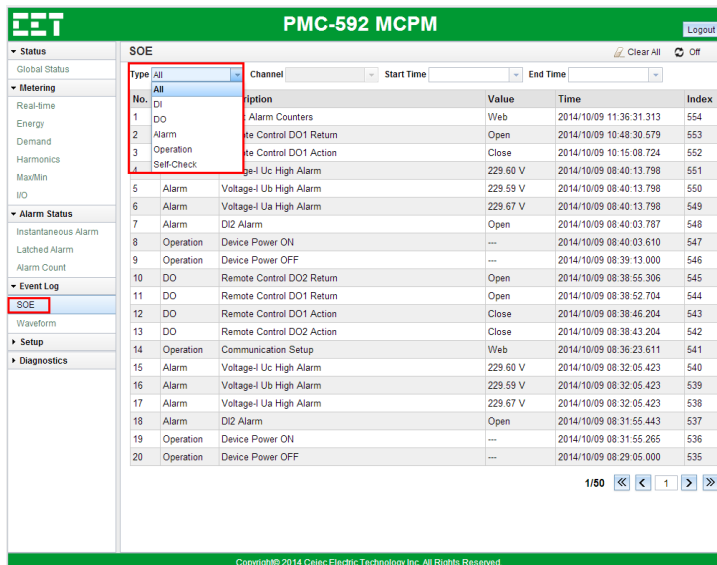 CET
PMC-592 MCPM
Logout
Status
Global Status
Metering
Real-time
Energy
Demand
Harmonics
Max/Min
I/O
Alarm Status
Instantaneous Alarm
Latched Alarm
Alarm Count
Event Log
SOE
Waveform
Setup
Diagnostics
SOE Clear All Off
Type All Channel Start Time End Time
All
DI
DO
Alarm
Operation
Self-Check
No. ription Value Time Index
1 Alarm Counters Web 2014/10/09 11:36:31.313 554
2 te Control DO1 Return Open 2014/10/09 10:48:30.579 553
3 te Control DO1 Action Close 2014/10/09 10:15:08.724 552
ge-I Uc High Alarm 229.60 V 2014/10/09 08:40:13.798 551
5 Alarm Voltage-I Ub High Alarm 229.59 V 2014/10/09 08:40:13.798 550
6 Alarm Voltage-I Ua High Alarm 229.67 V 2014/10/09 08:40:13.798 549
7 Alarm DI2 Alarm Open 2014/10/09 08:40:03.787 548
8 Operation Device Power ON --- 2014/10/09 08:40:03.610 547
9 Operation Device Power OFF --- 2014/10/09 08:39:13.000 546
10 DO Remote Control DO2 Return Open 2014/10/09 08:38:55.306 545
11 DO Remote Control DO1 Return Open 2014/10/09 08:38:52.704 544
12 DO Remote Control DO1 Action Close 2014/10/09 08:38:46.204 543
13 DO Remote Control DO2 Action Close 2014/10/09 08:38:43.204 542
14 Operation Communication Setup Web 2014/10/09 08:36:23.611 541
15 Alarm Voltage-I Uc High Alarm 229.60 V 2014/10/09 08:32:05.423 540
16 Alarm Voltage-I Ub High Alarm 229.59 V 2014/10/09 08:32:05.423 539
17 Alarm Voltage-I Ua High Alarm 229.67 V 2014/10/09 08:32:05.423 538
18 Alarm DI2 Alarm Open 2014/10/09 08:31:55.443 537
19 Operation Device Power ON --- 2014/10/09 08:31:55.265 536
20 Operation Device Power OFF --- 2014/10/09 08:29:05.000 535
1/50 1
Copyright© 2014 Ceiec Electric Technology Inc. All Rights Reserved